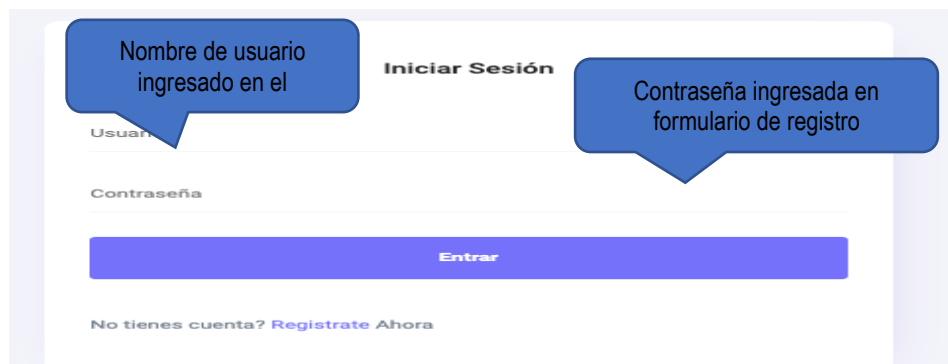 Nombre de usuario
ingresado en el
Iniciar Sesión
Contraseña ingresada en
formulario de registro
Contraseña
Entrar
No tienes cuenta? Registrate Ahora